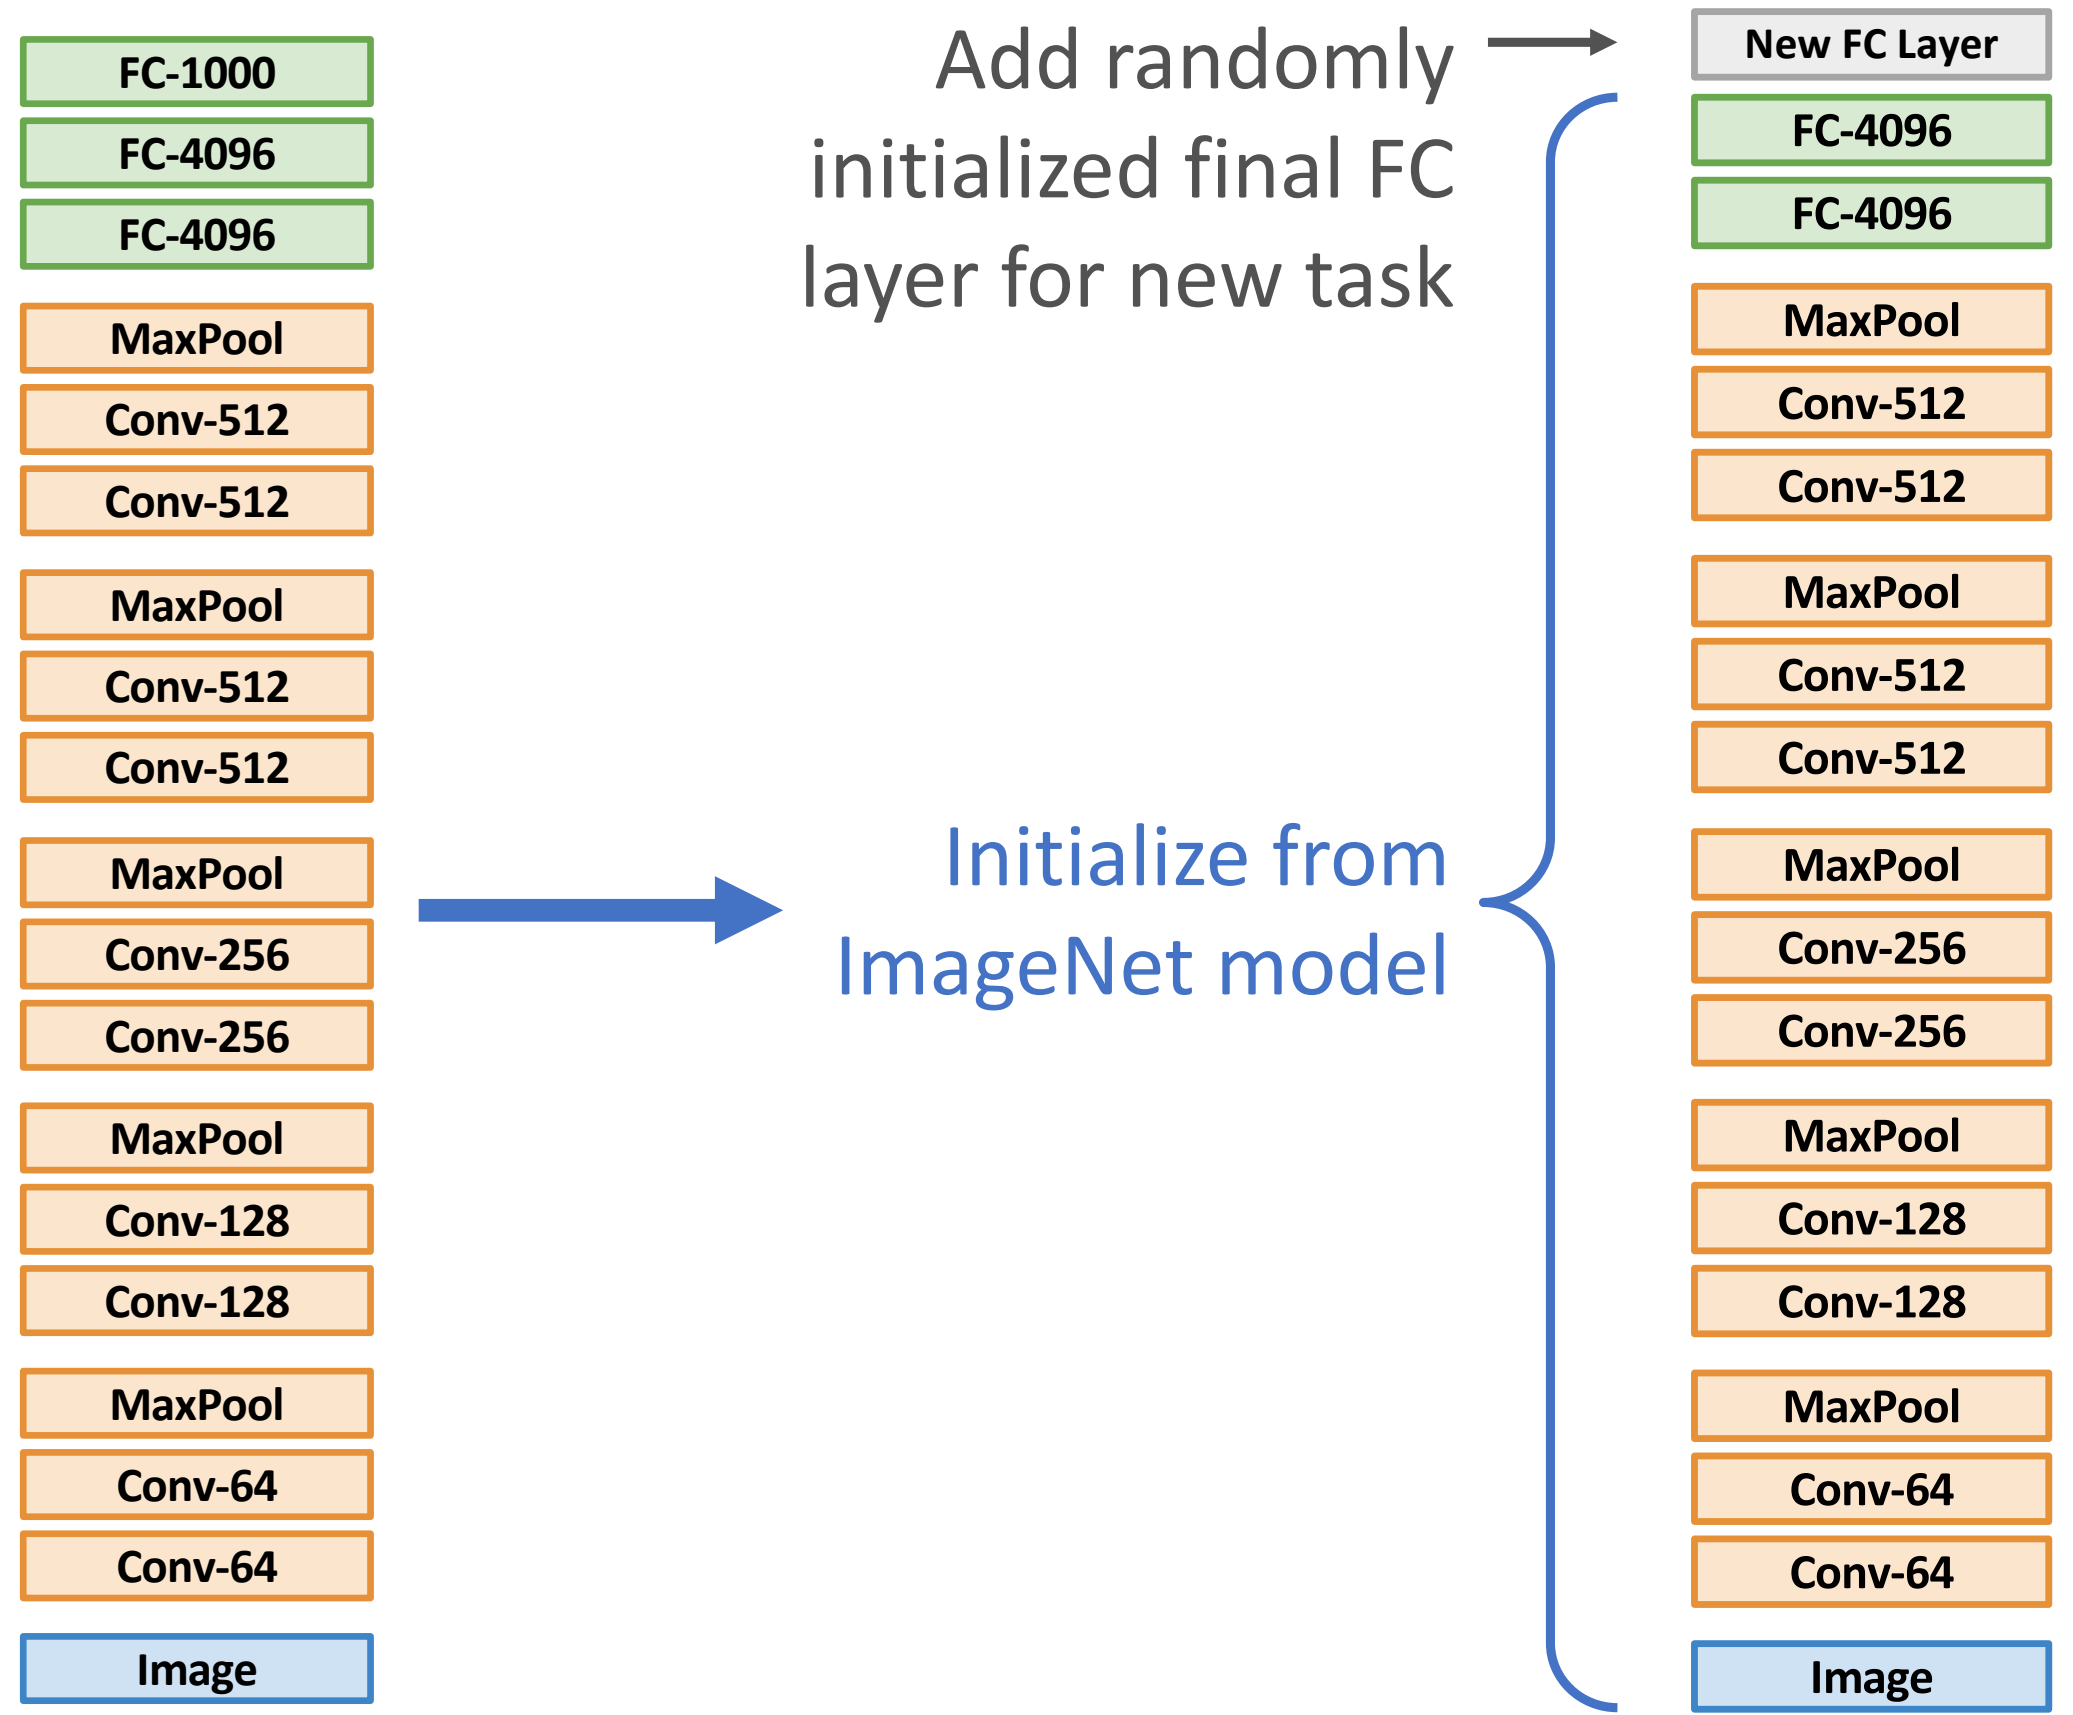 FC-1000
FC-4096
FC-4096
MaxPool
Conv-512
Conv-512
MaxPool
Conv-512
Conv-512
MaxPool
Conv-256
Conv-256
MaxPool
Conv-128
Conv-128
MaxPool
Conv-64
Conv-64
Image
Add randomly
initialized final FC
layer for new task
Initialize from
ImageNet model
New FC Layer
FC-4096
FC-4096
MaxPool
Conv-512
Conv-512
MaxPool
Conv-512
Conv-512
MaxPool
Conv-256
Conv-256
MaxPool
Conv-128
Conv-128
MaxPool
Conv-64
Conv-64
Image